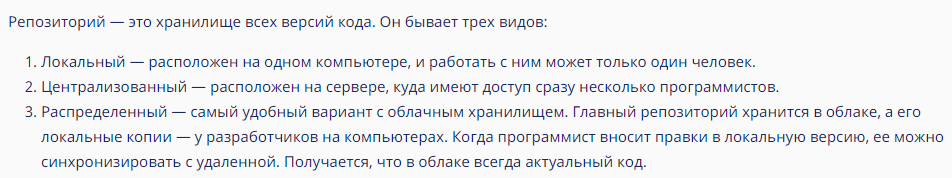 Репозиторий — это хранилище всех версий кода. Он бывает трех видов:
1. Локальный — расположен на одном компьютере, и работать с ним может только один человек.
2. Централизованный — расположен на сервере, куда имеют доступ сразу несколько программистов.
3. Распределенный — самый удобный вариант с облачным хранилищем. Главный репозиторий хранится в облаке, а его
локальные копии — у разработчиков на компьютерах. Когда программист вносит правки в локальную версию, ее можно
синхронизировать с удаленной. Получается, что в облаке всегда актуальный код.